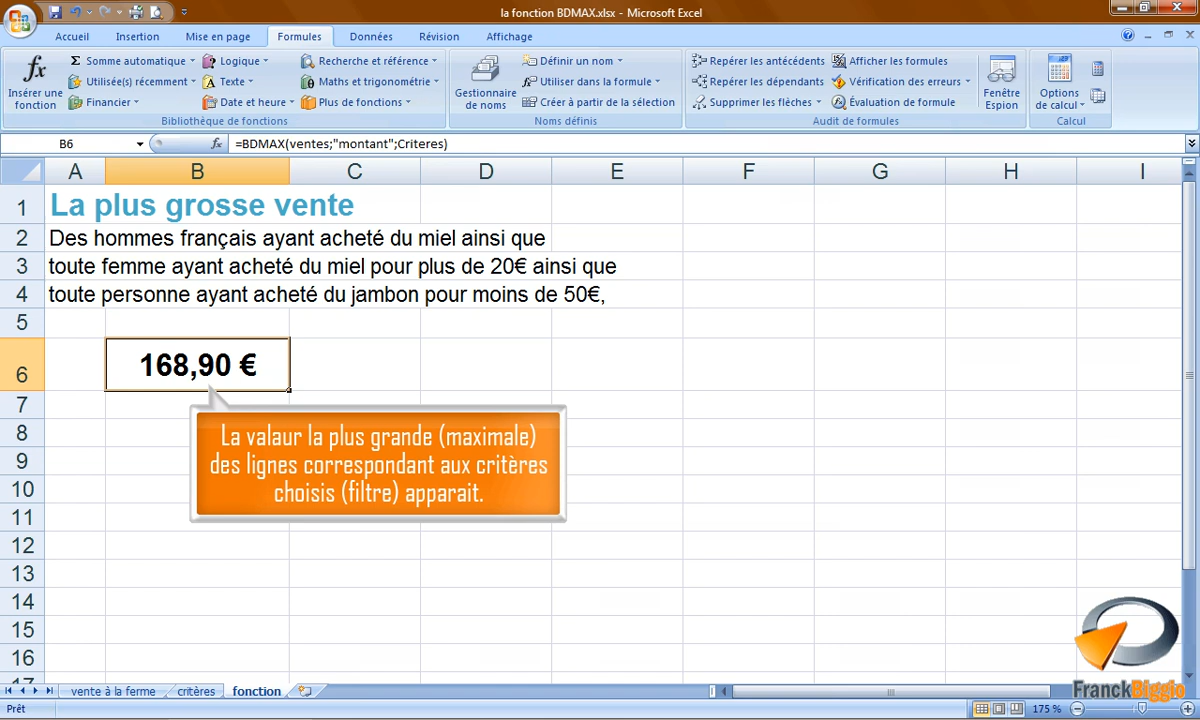 la fonction BDMAX.xlsx - Microsoft Excel
Accueil Insertion Mise en page Formules Données Révision Affichage
fx Insérer une fonction
Σ Somme automatique Logique Recherche et référence
Utilisée(s) récemment Texte Maths et trigonométrie
Financier Date et heure Plus de fonctions
Bibliothèque de fonctions
Gestionnaire de noms
Définir un nom
Utiliser dans la formule
Créer à partir de la sélection
Noms définis
Repérer les antécédents Afficher les formules
Repérer les dépendants Vérification des erreurs
Supprimer les flèches Évaluation de formule
Audit de formules
Fenêtre Espion
Options de calcul
Calcul
B6 fx =BDMAX(ventes;"montant";Criteres)
A B C D E F G H I
1 La plus grosse vente
2 Des hommes français ayant acheté du miel ainsi que
3 toute femme ayant acheté du miel pour plus de 20€ ainsi que
4 toute personne ayant acheté du jambon pour moins de 50€,
5
6 168,90 €
7
8 La valaur la plus grande (maximale)
9 des lignes correspondant aux critères
10 choisis (filtre) apparait.
11
12
13
14
15
16
17
FranckBiggio
vente à la ferme critères fonction
Prêt 175 %